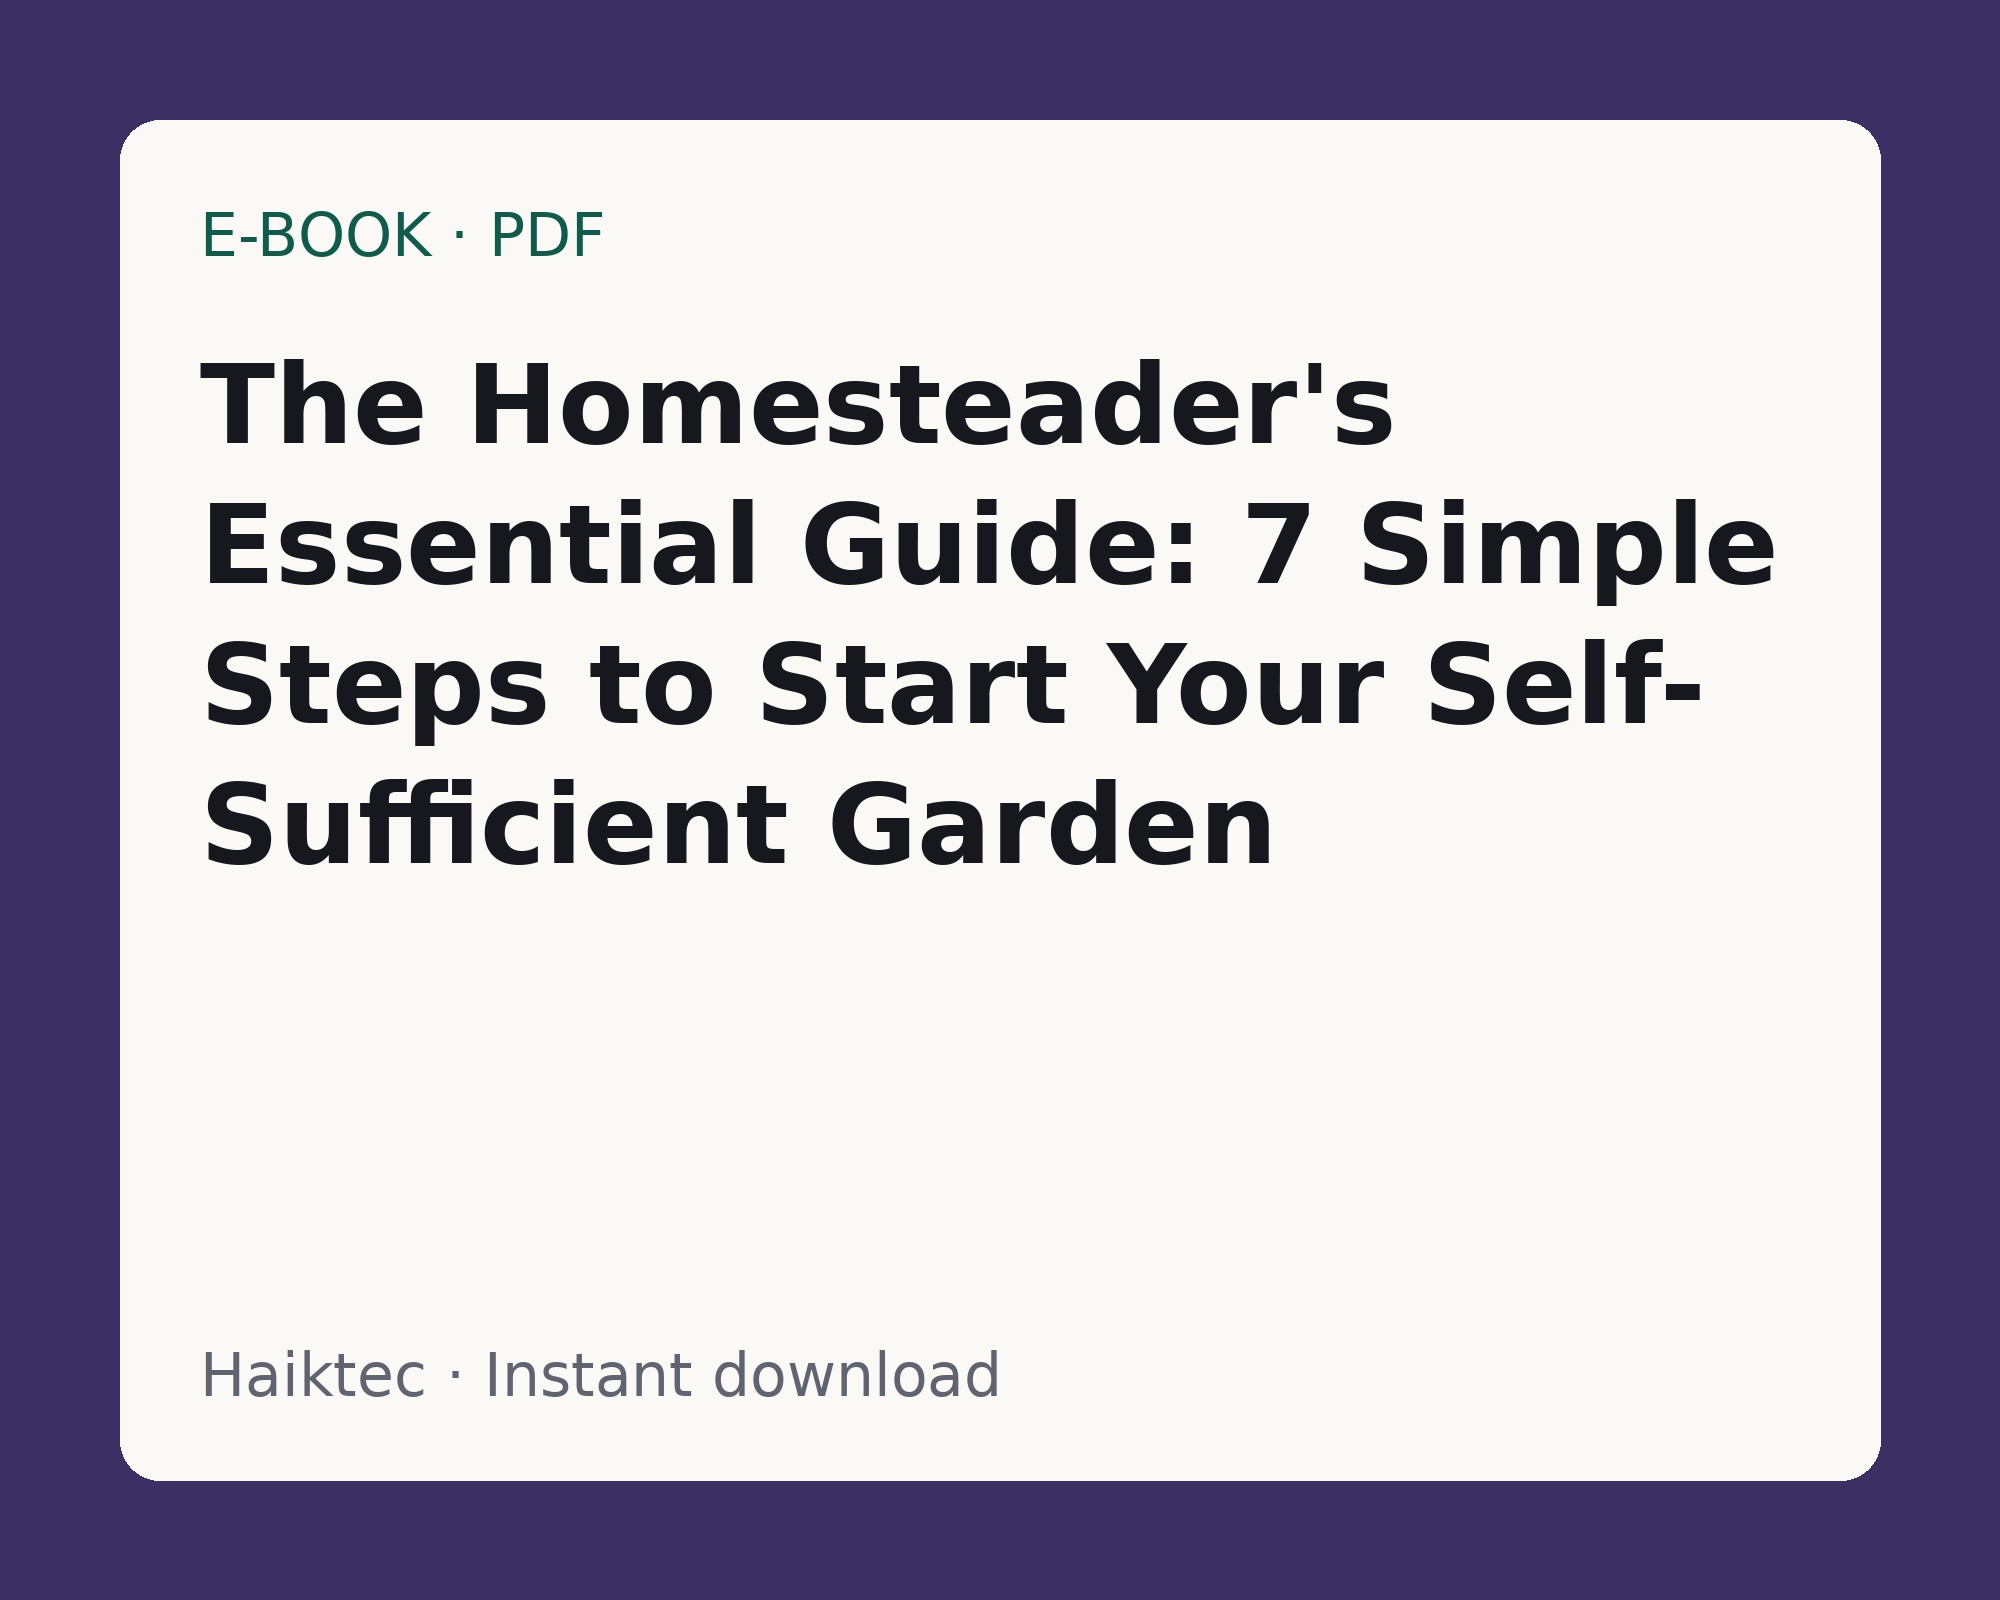 E-BOOK · PDF
The Homesteader's
Essential Guide: 7 Simple
Steps to Start Your Self-
Sufficient Garden
Haiktec · Instant download